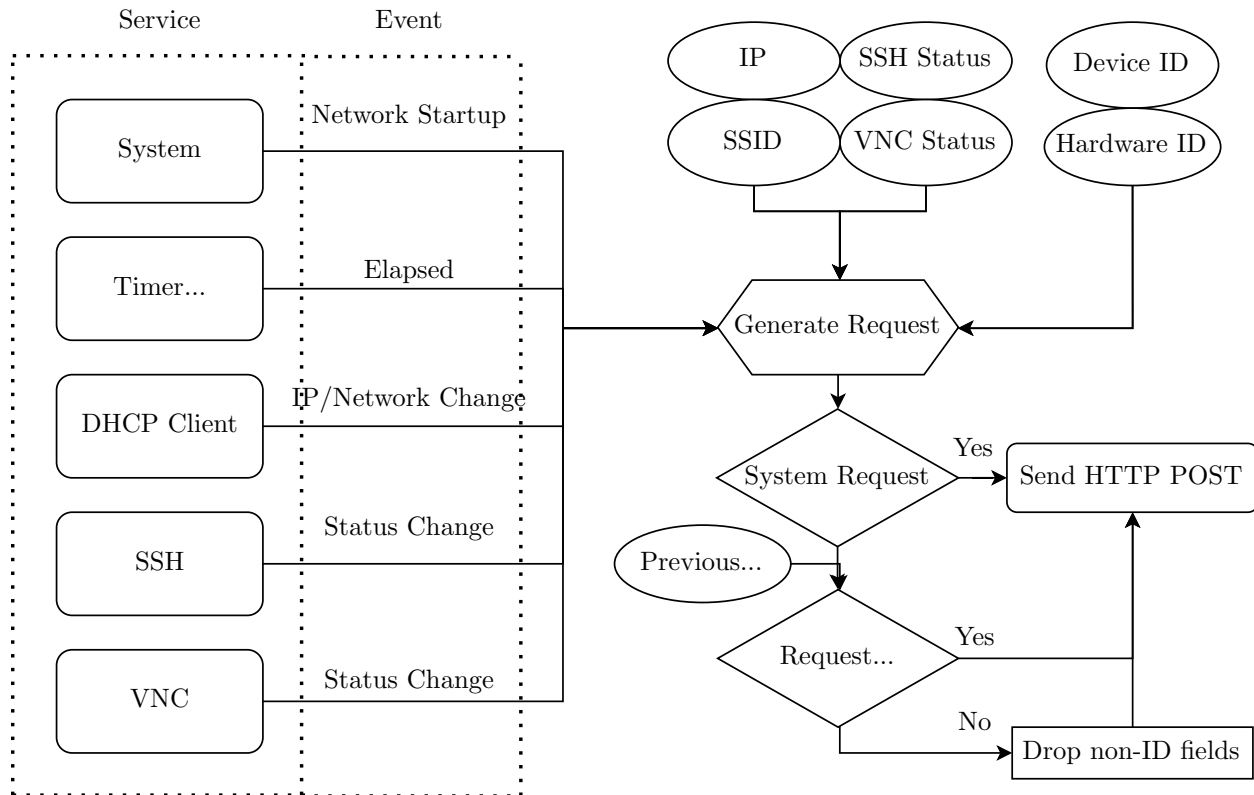 Service
Event
System
Network Startup
Timer...
Elapsed
DHCP Client
IP/Network Change
SSH
Status Change
VNC
Status Change
IP
SSH Status
SSID
VNC Status
Device ID
Hardware ID
Generate Request
System Request
Yes
Send HTTP POST
Previous...
Request...
Yes
No
Drop non-ID fields